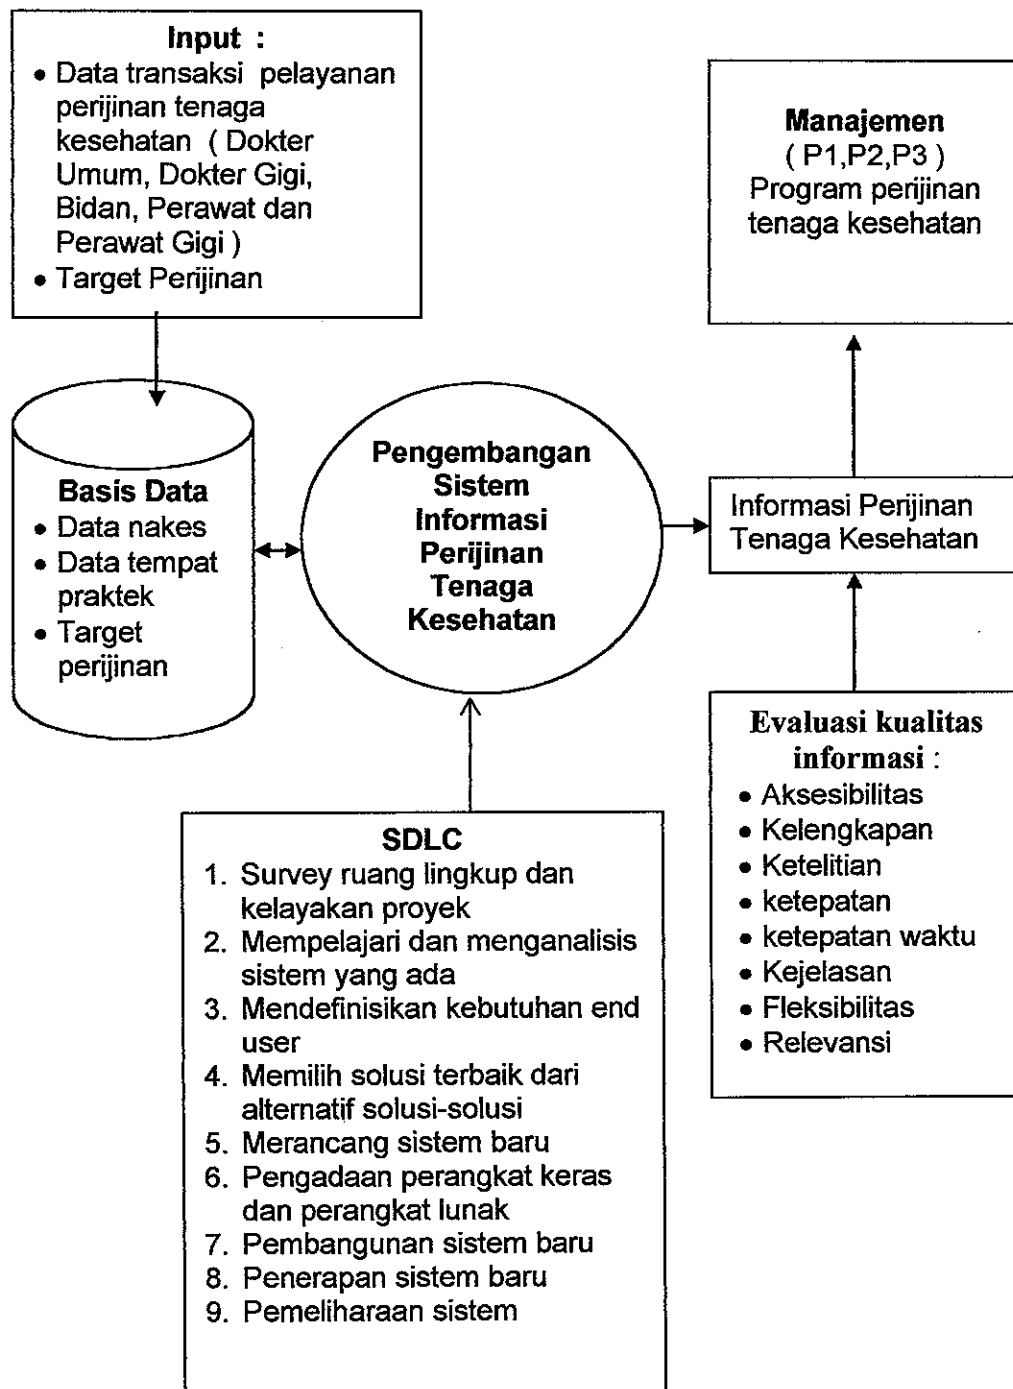 Input :
• Data transaksi pelayanan
perijinan tenaga
kesehatan ( Dokter
Umum, Dokter Gigi,
Bidan, Perawat dan
Perawat Gigi )
• Target Perijinan
Manajemen
( P1,P2,P3 )
Program perijinan
tenaga kesehatan
Basis Data
• Data nakes
• Data tempat
praktek
• Target
perijinan
Pengembangan
Sistem
Informasi
Perijinan
Tenaga
Kesehatan
Informasi Perijinan
Tenaga Kesehatan
SDLC
1. Survey ruang lingkup dan
kelayakan proyek
2. Mempelajari dan menganalisis
sistem yang ada
3. Mendefinisikan kebutuhan end
user
4. Memilih solusi terbaik dari
alternatif solusi-solusi
5. Merancang sistem baru
6. Pengadaan perangkat keras
dan perangkat lunak
7. Pembangunan sistem baru
8. Penerapan sistem baru
9. Pemeliharaan sistem
Evaluasi kualitas
informasi :
• Aksesibilitas
• Kelengkapan
• Ketelitian
• ketepatan
• ketepatan waktu
• Kejelasan
• Fleksibilitas
• Relevansi